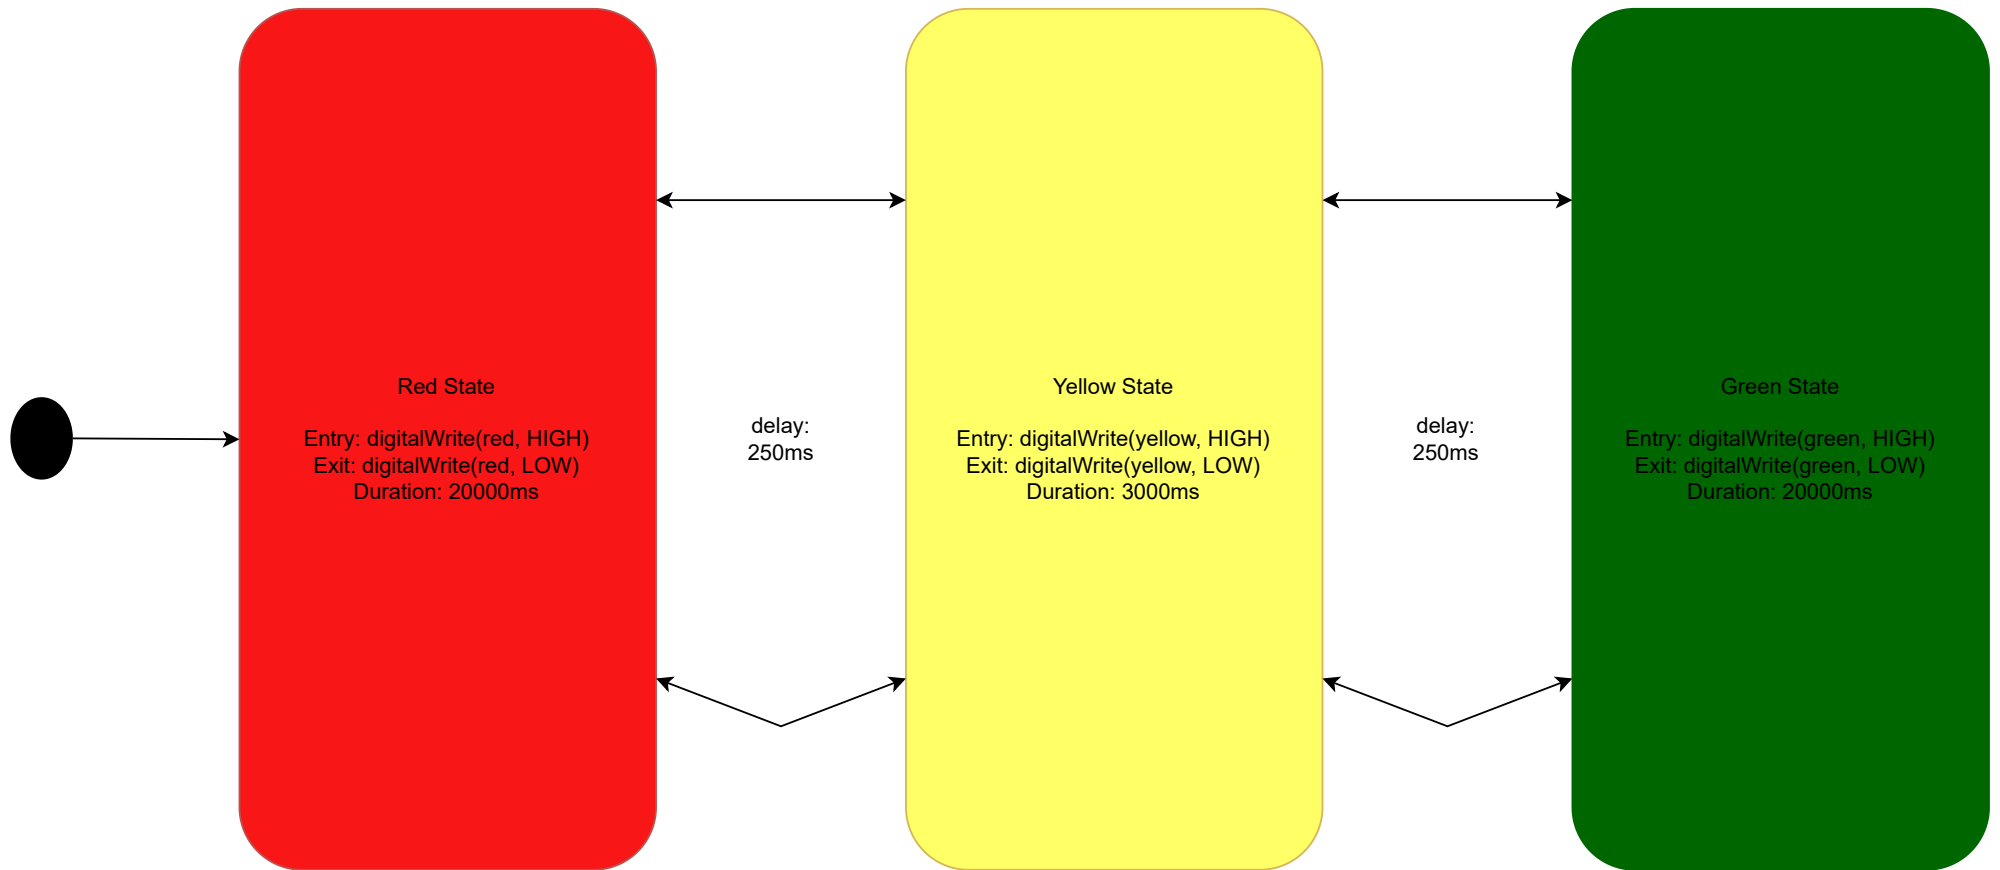 Red State
Entry: digitalWrite(red, HIGH)
Exit: digitalWrite(red, LOW)
Duration: 20000ms
delay:
250ms
Yellow State
Entry: digitalWrite(yellow, HIGH)
Exit: digitalWrite(yellow, LOW)
Duration: 3000ms
delay:
250ms
Green State
Entry: digitalWrite(green, HIGH)
Exit: digitalWrite(green, LOW)
Duration: 20000ms